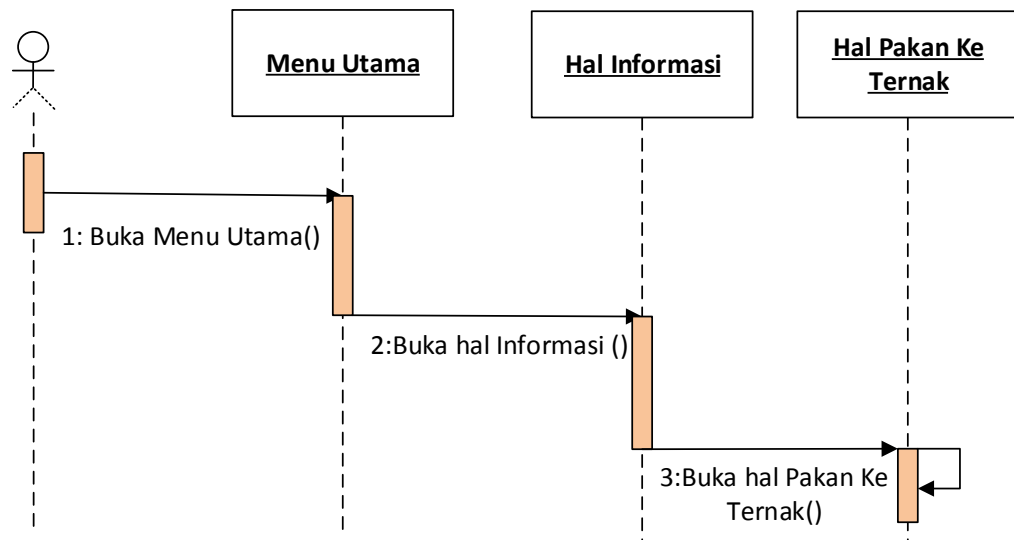 Menu Utama
Hal Informasi
Hal Pakan Ke
Ternak
1: Buka Menu Utama()
2:Buka hal Informasi ()
3:Buka hal Pakan Ke
Ternak()